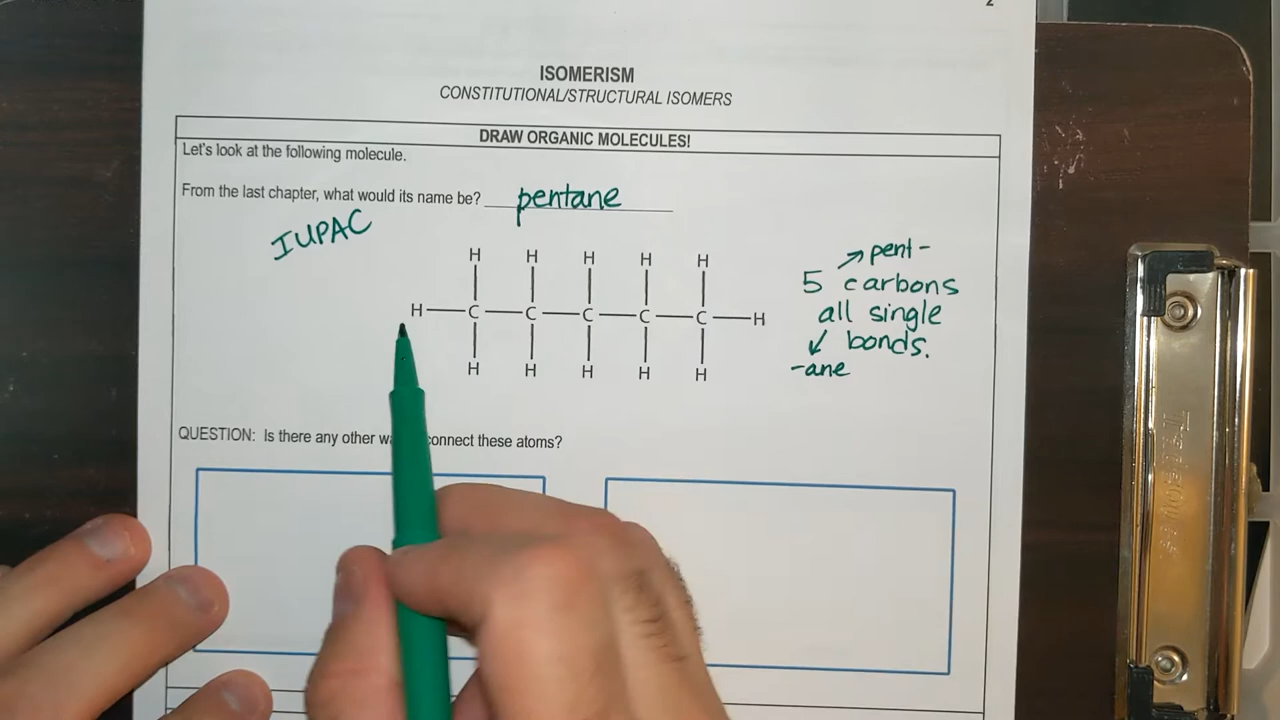 2
ISOMERISM
CONSTITUTIONAL/STRUCTURAL ISOMERS
DRAW ORGANIC MOLECULES!
Let's look at the following molecule.
From the last chapter, what would its name be? pentane
IUPAC
H H H H H
H—C—C—C—C—C—H
H H H H H
↗ pent-
5 carbons
all single
↙ bonds.
-ane
QUESTION: Is there any other connect these atoms?